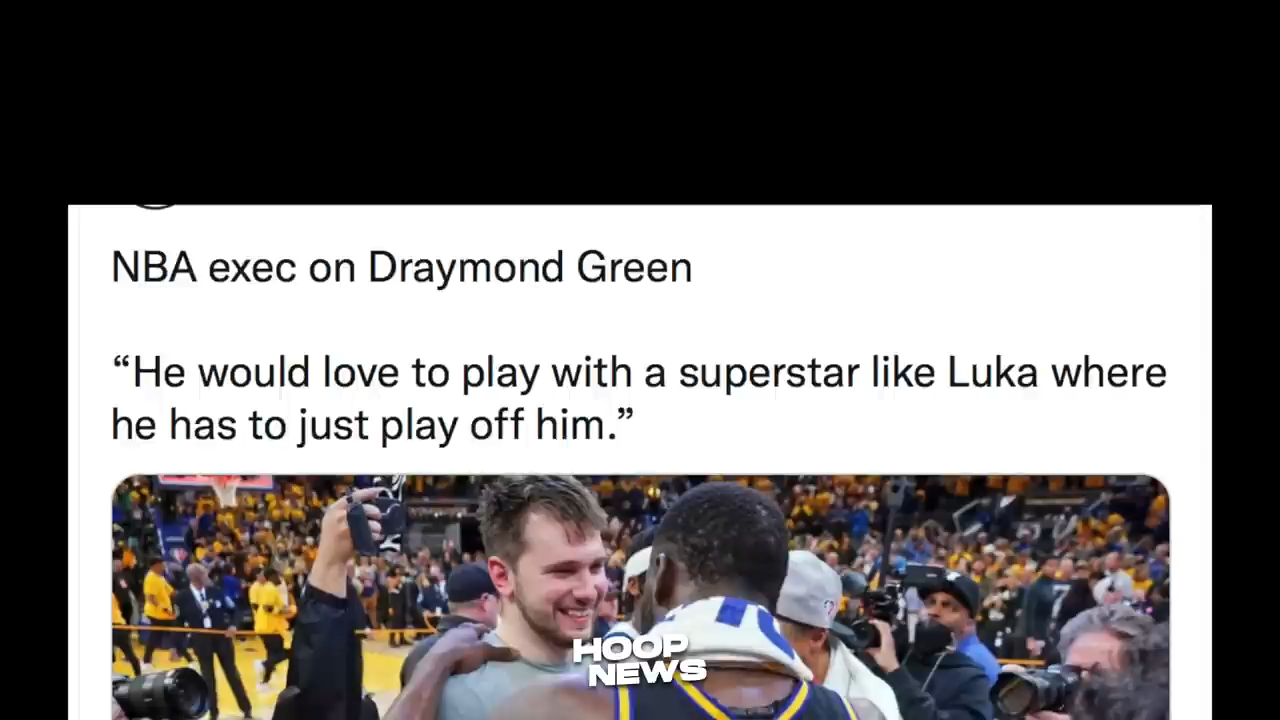 NBA exec on Draymond Green
“He would love to play with a superstar like Luka where
he has to just play off him.”
HOOP
NEWS